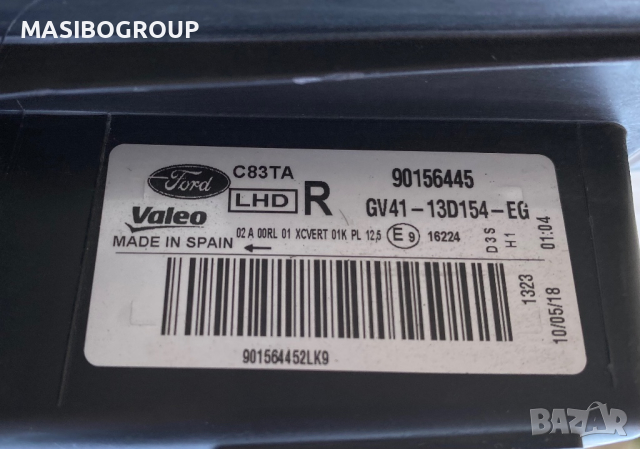 MASIBOGROUP
Ford
C83TA
90156445
LHD R
GV41-13D154-EG
Valeo
MADE IN SPAIN
02 A 00RL 01 XCVERT 01K PL 12,5 E9 16224
D3S
H1
01:04
1323
10/05/18
901564452LK9
BAZAR